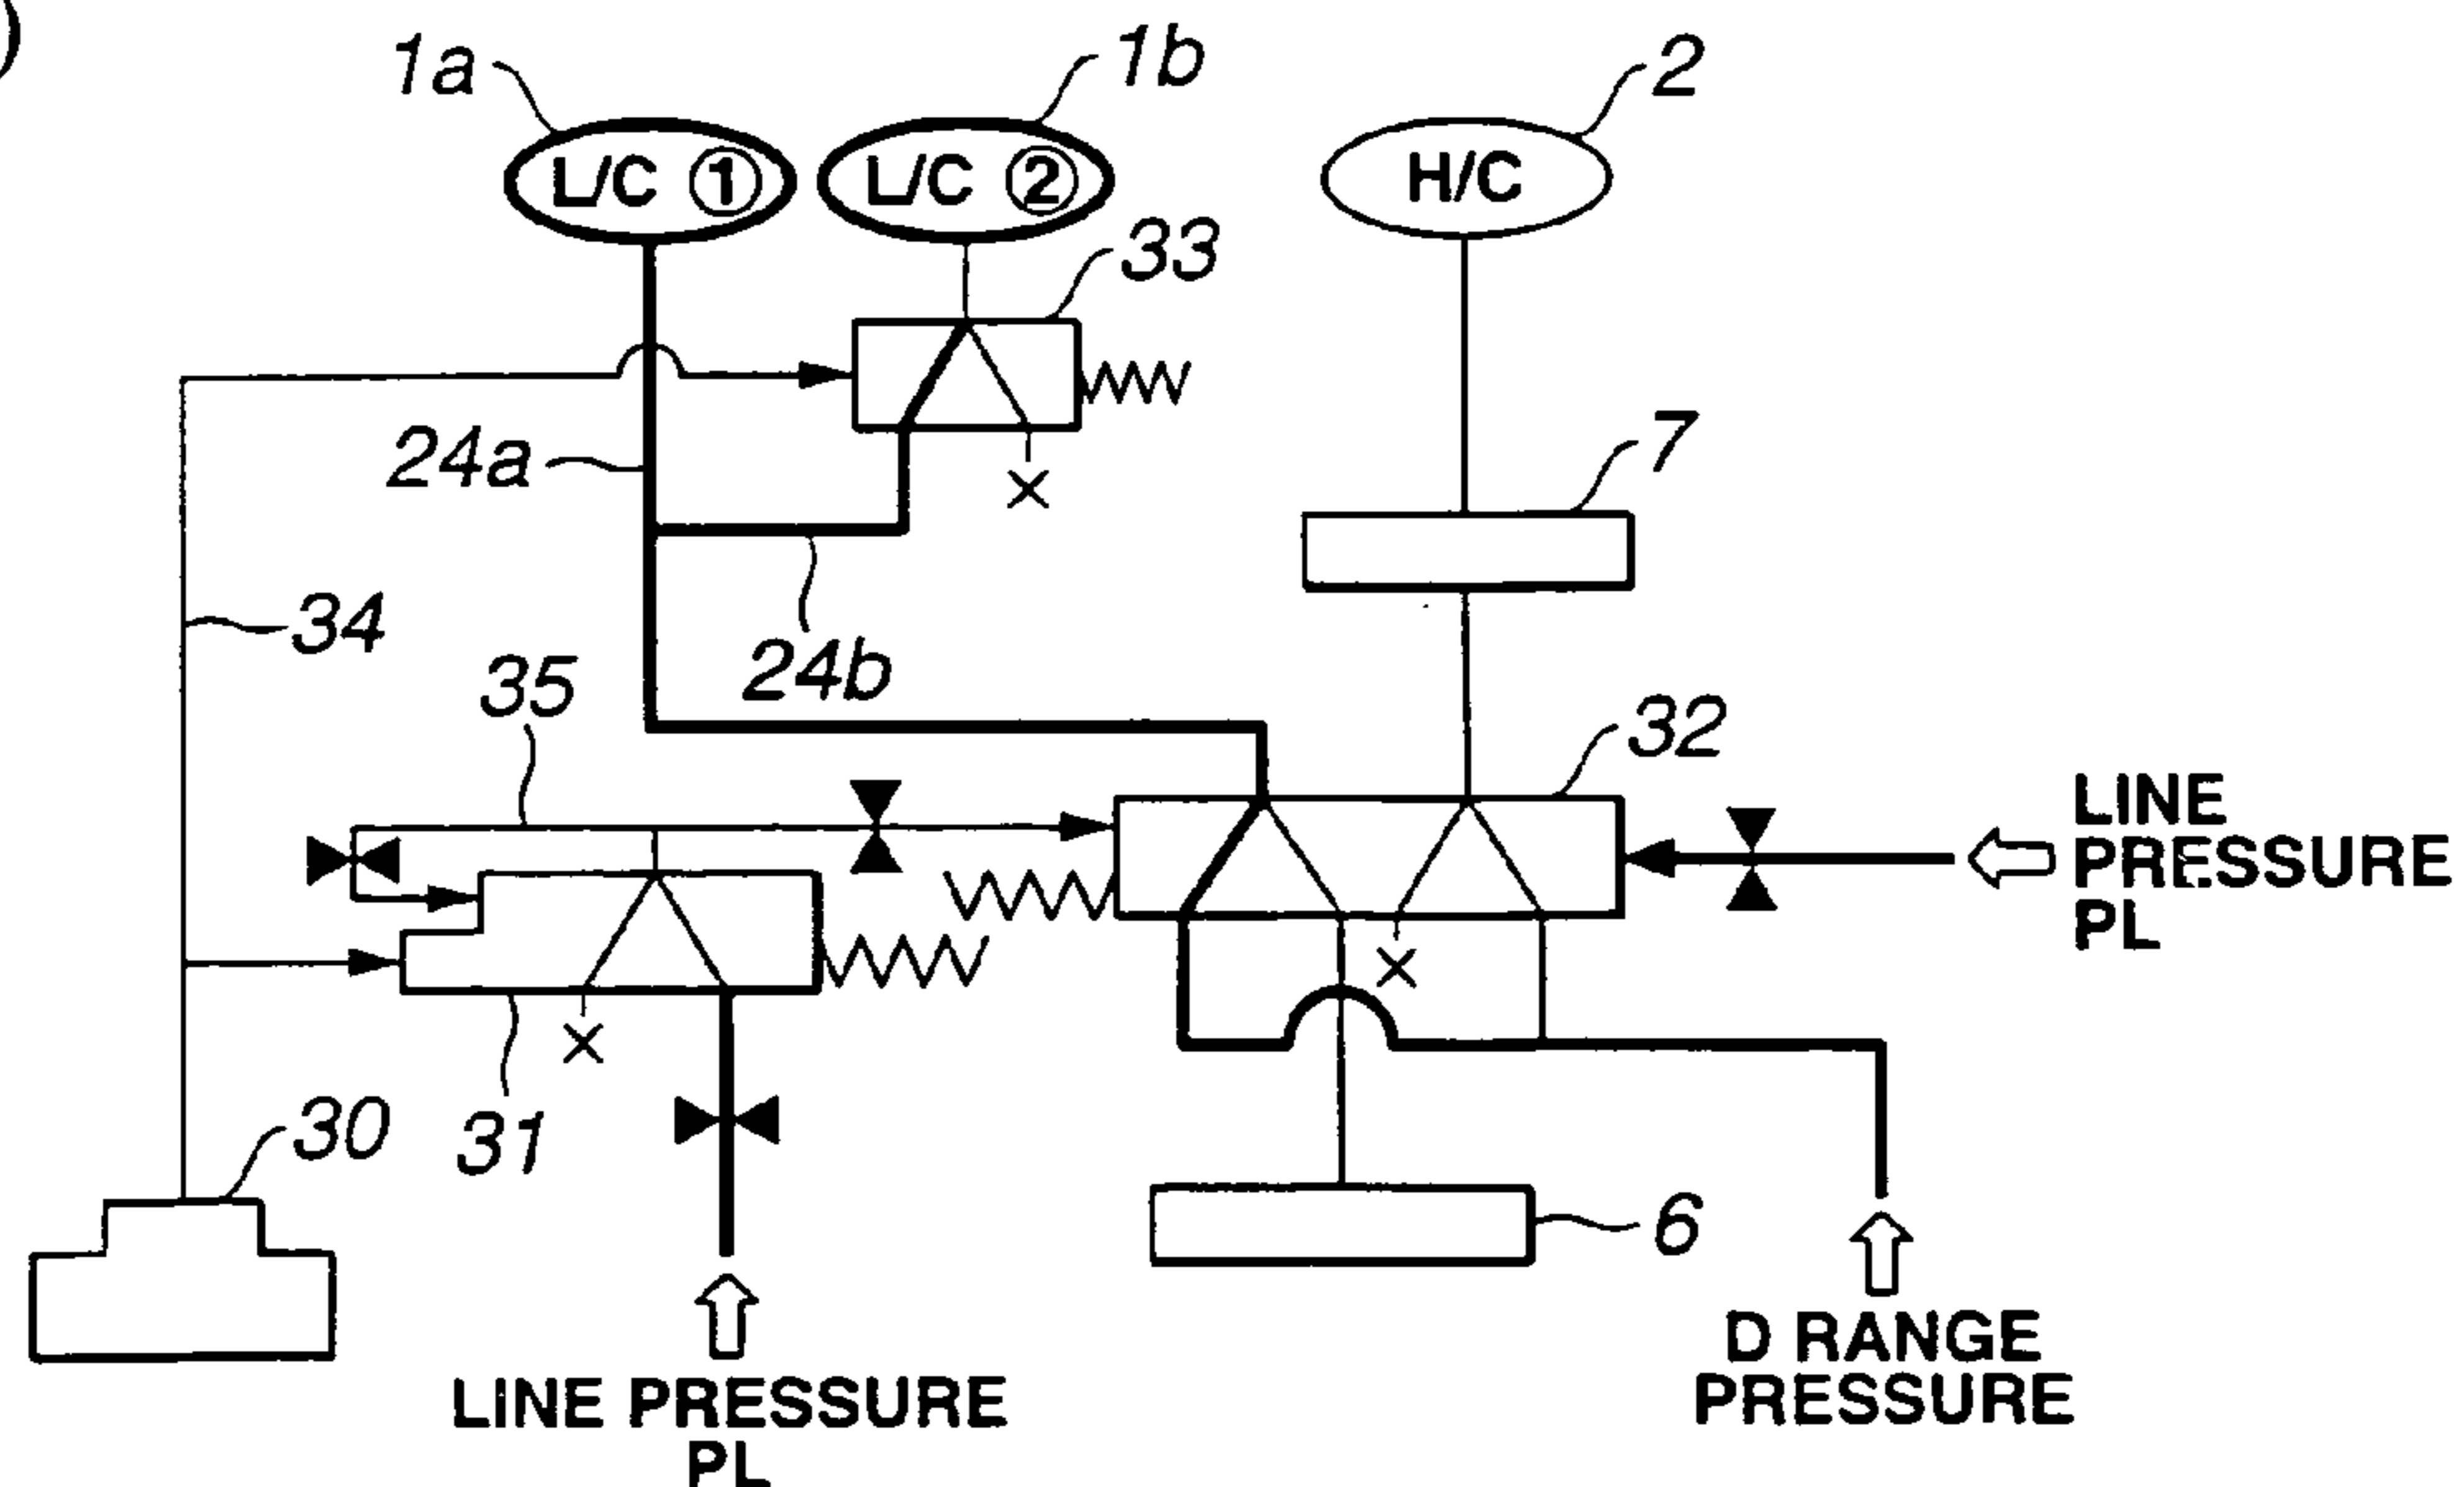 )
1a
1b
2
L/C ①
L/C ②
H/C
33
24a
7
34
24b
35
32
LINE
PRESSURE
PL
30
31
6
LINE PRESSURE
PL
D RANGE
PRESSURE